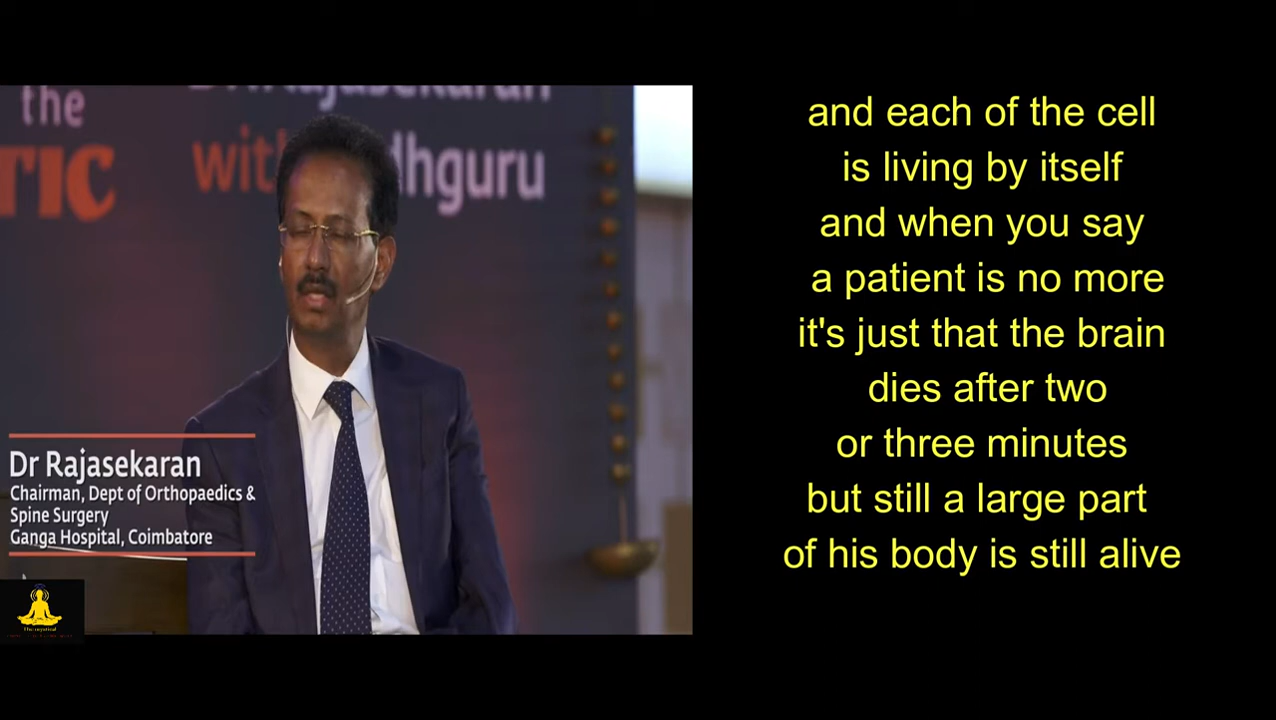 the
TIC
with
dhguru
Dr Rajasekaran
Chairman, Dept of Orthopaedics &
Spine Surgery
Ganga Hospital, Coimbatore
and each of the cell
is living by itself
and when you say
a patient is no more
it's just that the brain
dies after two
or three minutes
but still a large part
of his body is still alive